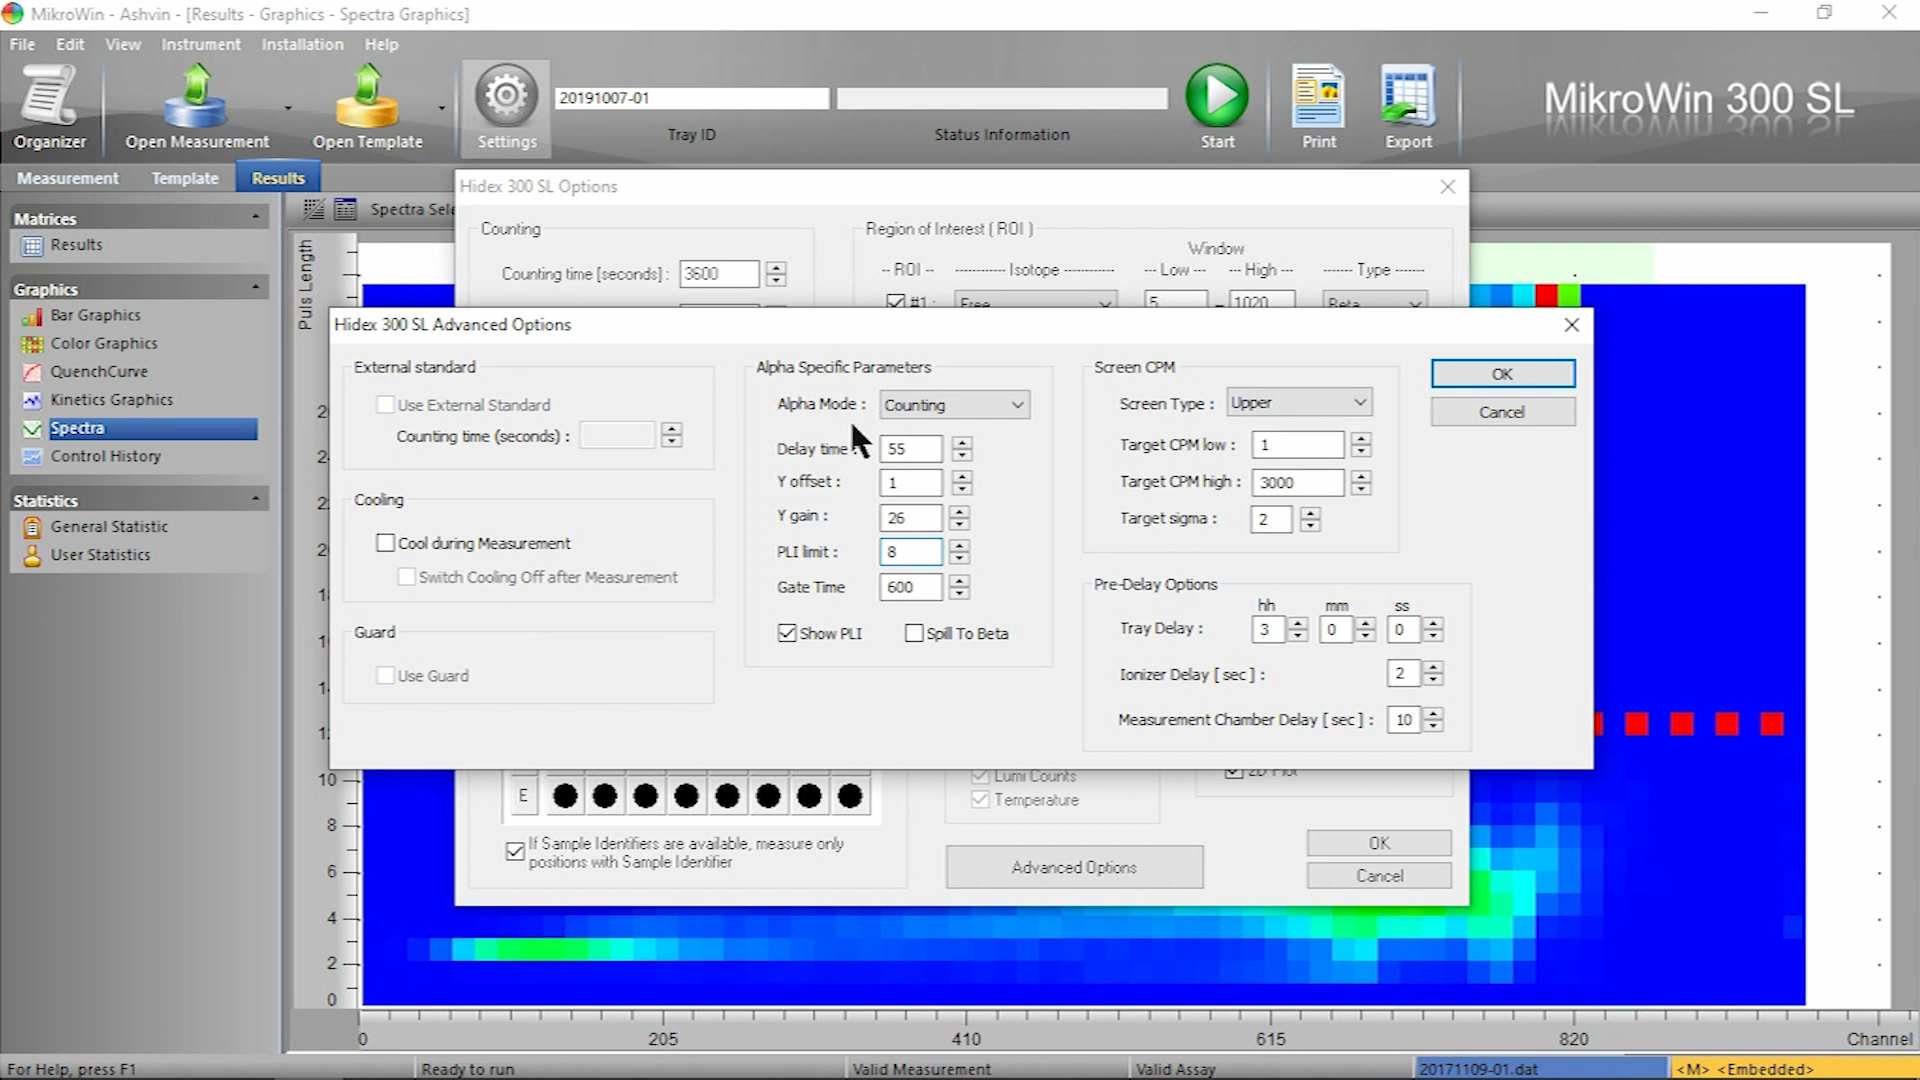 MikroWin - Ashvin - [Results - Graphics - Spectra Graphics]
File Edit View Instrument Installation Help
20191007-01
MikroWin 300 SL
Organizer Open Measurement Open Template Settings Tray ID Status Information Start Print Export
Measurement Template Results
Hidex 300 SL Options
Matrices
Results
Graphics
Bar Graphics
Color Graphics
QuenchCurve
Kinetics Graphics
Spectra
Control History
Statistics
General Statistic
User Statistics
Puls Length
Counting
Counting time [seconds] : 3600
Region of Interest ( ROI )
Window
-- ROI -- ---------- Isotope ---------- -- Low -- -- High -- ------ Type ------
#1 : Free 5 - 1020 Beta
Hidex 300 SL Advanced Options
External standard
Use External Standard
Counting time (seconds) :
Cooling
Cool during Measurement
Switch Cooling Off after Measurement
Guard
Use Guard
Alpha Specific Parameters
Alpha Mode : Counting
Delay time 55
Y offset : 1
Y gain : 26
PLI limit : 8
Gate Time 600
Show PLI Spill To Beta
Screen CPM
Screen Type : Upper
Target CPM low : 1
Target CPM high : 3000
Target sigma : 2
Pre-Delay Options
hh mm ss
Tray Delay : 3 0 0
Ionizer Delay [ sec ] : 2
Measurement Chamber Delay [ sec ] : 10
OK
Cancel
E
If Sample Identifiers are available, measure only
positions with Sample Identifier
Lumi Counts
Temperature
2D Plot
Advanced Options
OK
Cancel
10
8
6
4
2
0
0 205 410 615 820 Channel
For Help, press F1 Ready to run Valid Measurement Valid Assay 20171109-01.dat <M> <Embedded>